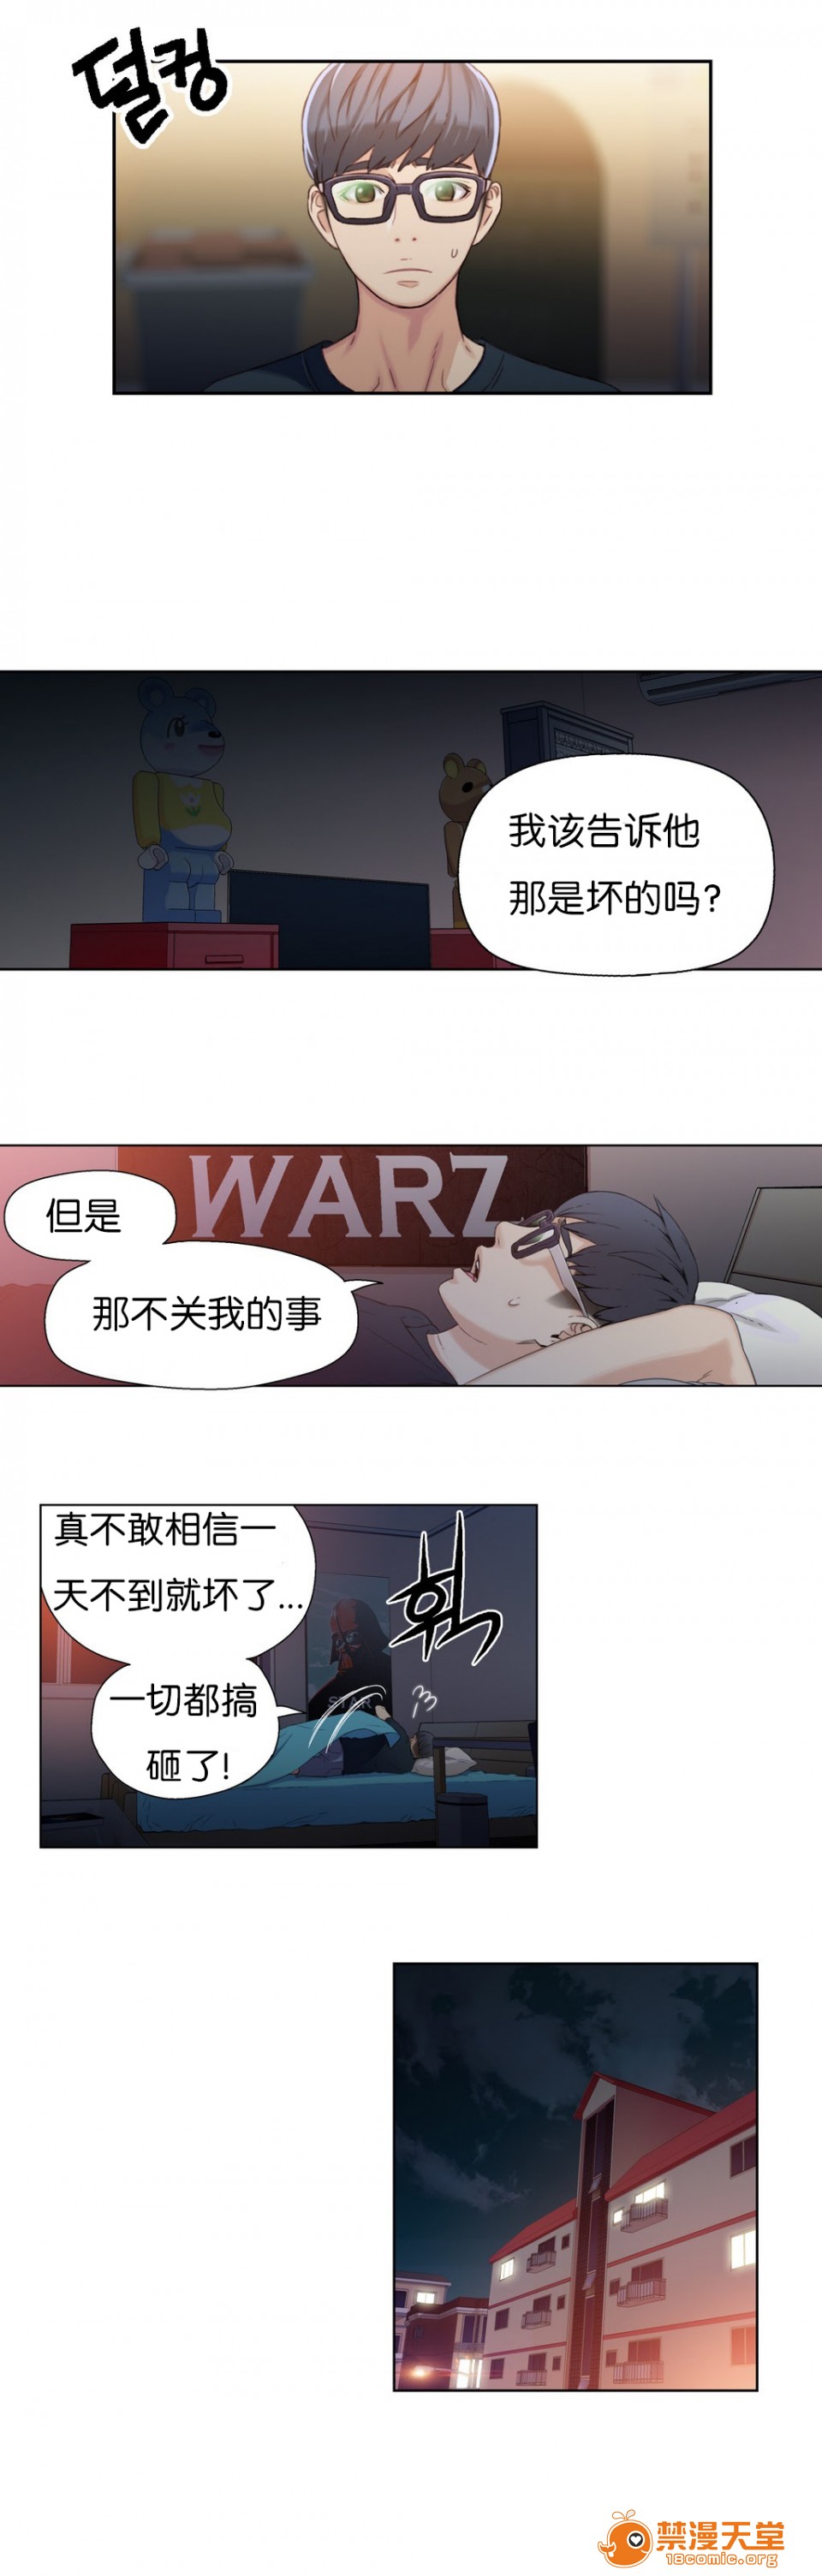 덜컹
我该告诉他
那是坏的吗?
WARZ
但是
那不关我的事
真不敢相信一
天不到就坏了...
一切都搞
砸了!
휙
STAR
禁漫天堂
18comic.org